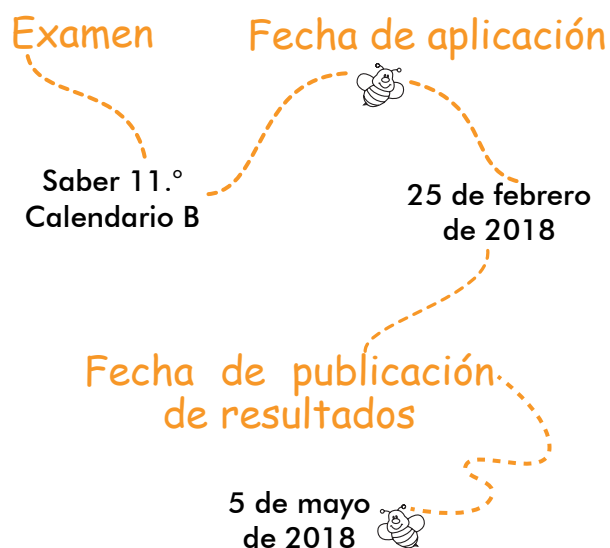 Examen
Fecha de aplicación
Saber 11.°
Calendario B
25 de febrero
de 2018
Fecha de publicación
de resultados
5 de mayo
de 2018